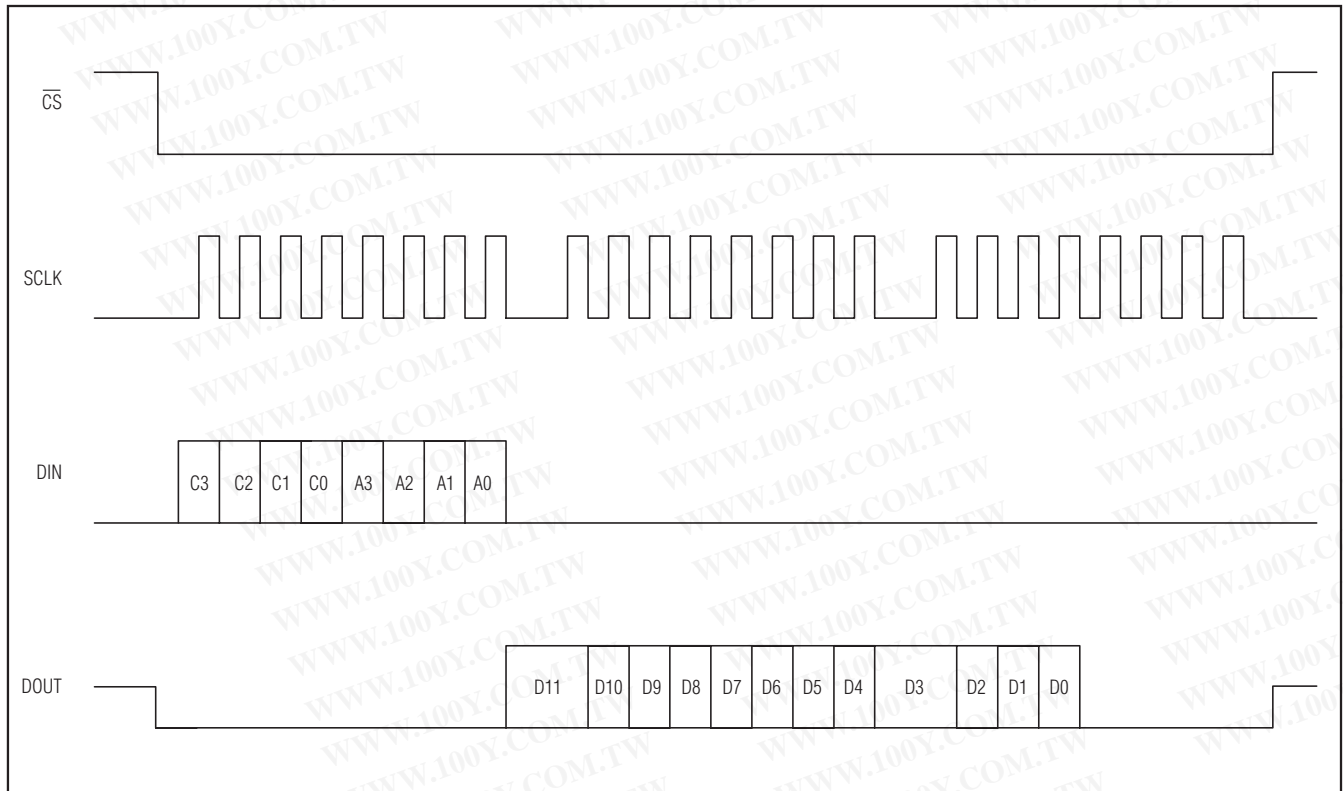 CS
SCLK
DIN
C3 C2 C1 C0 A3 A2 A1 A0
DOUT
D11 D10 D9 D8 D7 D6 D5 D4 D3 D2 D1 D0
WWW.100Y.COM.TW